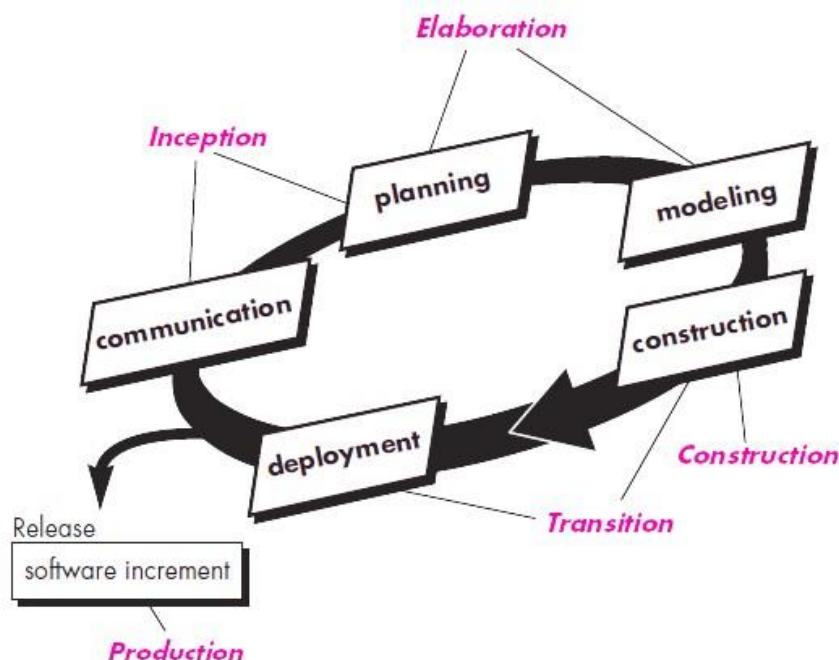 Elaboration
Inception
planning
modeling
communication
construction
deployment
Construction
Transition
Release
software increment
Production